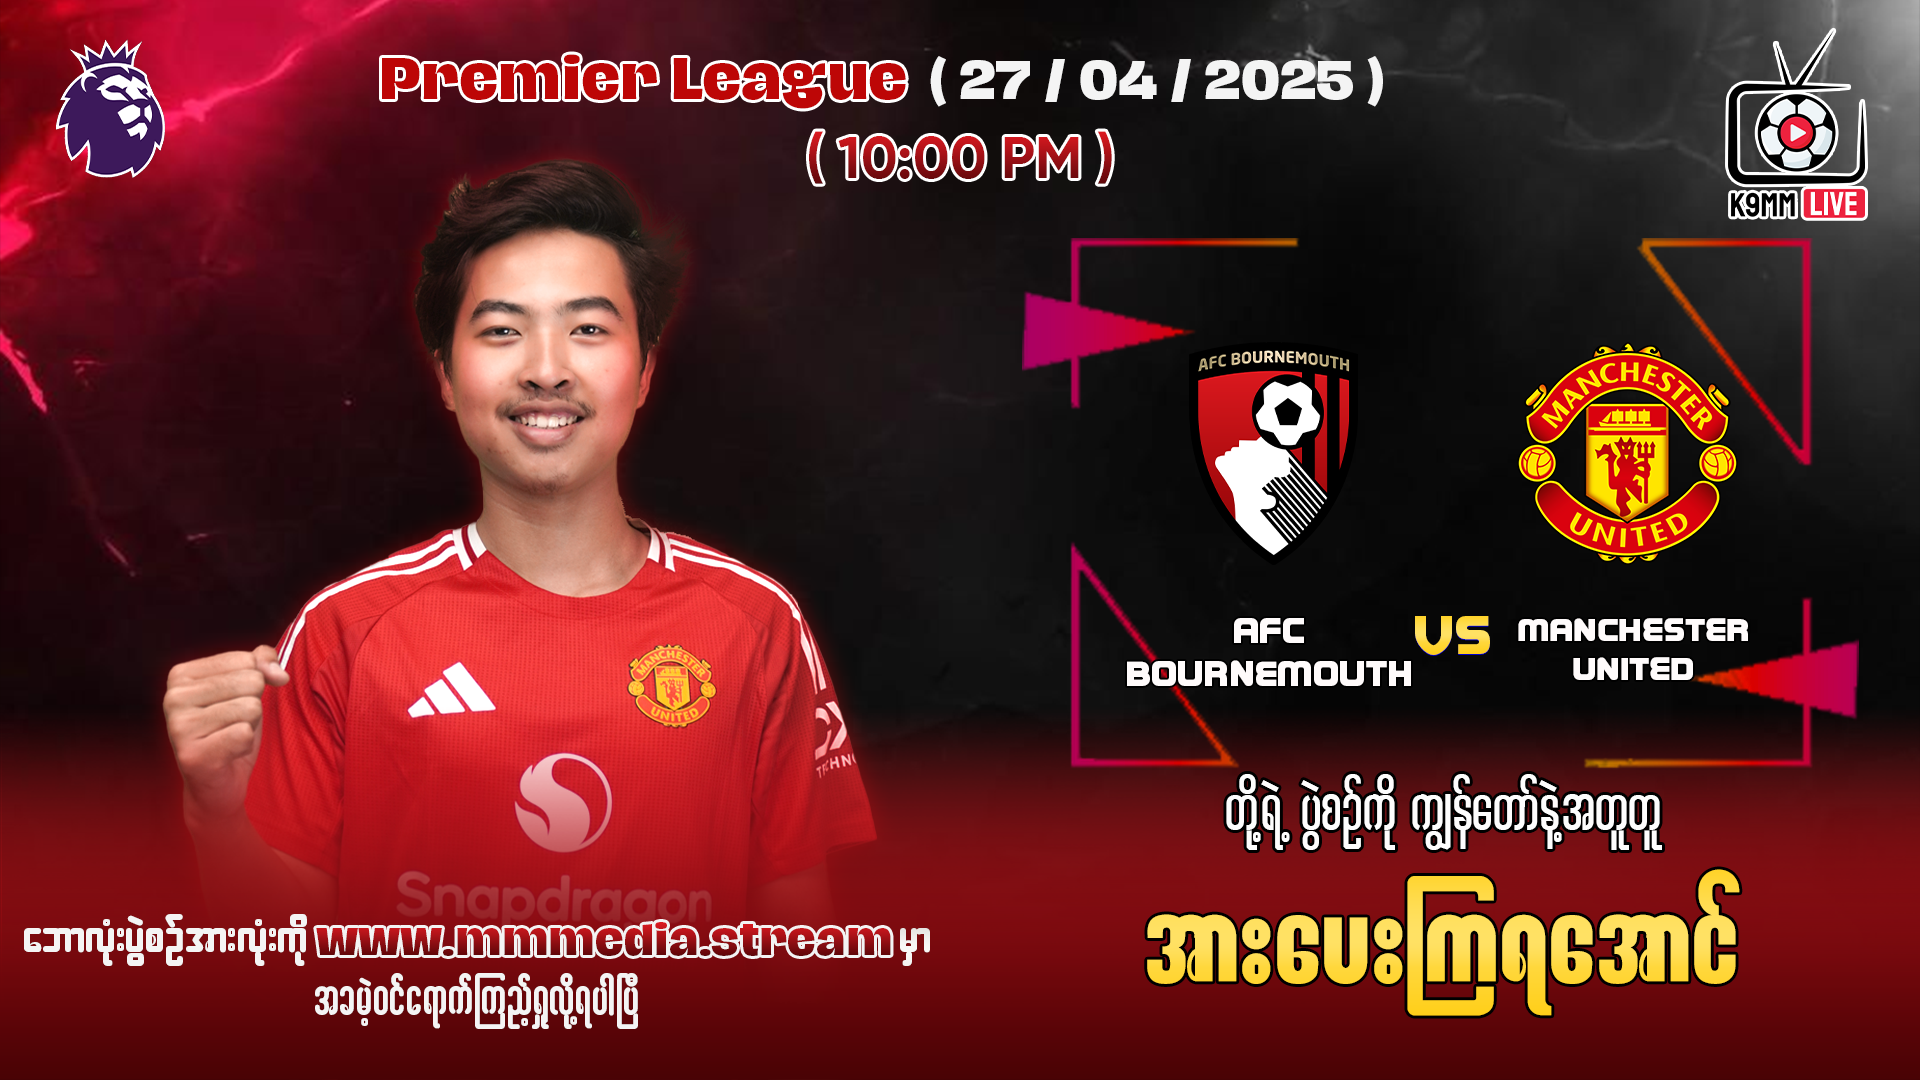 Premier League ( 27 / 04 / 2025 )
( 10:00 PM )
K9MM LIVE
AFC BOURNEMOUTH
MANCHESTER
UNITED
AFC
BOURNEMOUTH
VS
MANCHESTER
UNITED
MANCHESTER
UNITED
TECHNO
Snapdragon
တို့ရဲ့ ပွဲစဉ်ကို ကျွန်တော်နဲ့အတူတူ
အားပေးကြရအောင်
ဘောလုံးပွဲစဉ်အားလုံးကို www.mmmedia.stream မှာ
အခမဲ့ဝင်ရောက်ကြည့်ရှုလို့ရပါပြီ